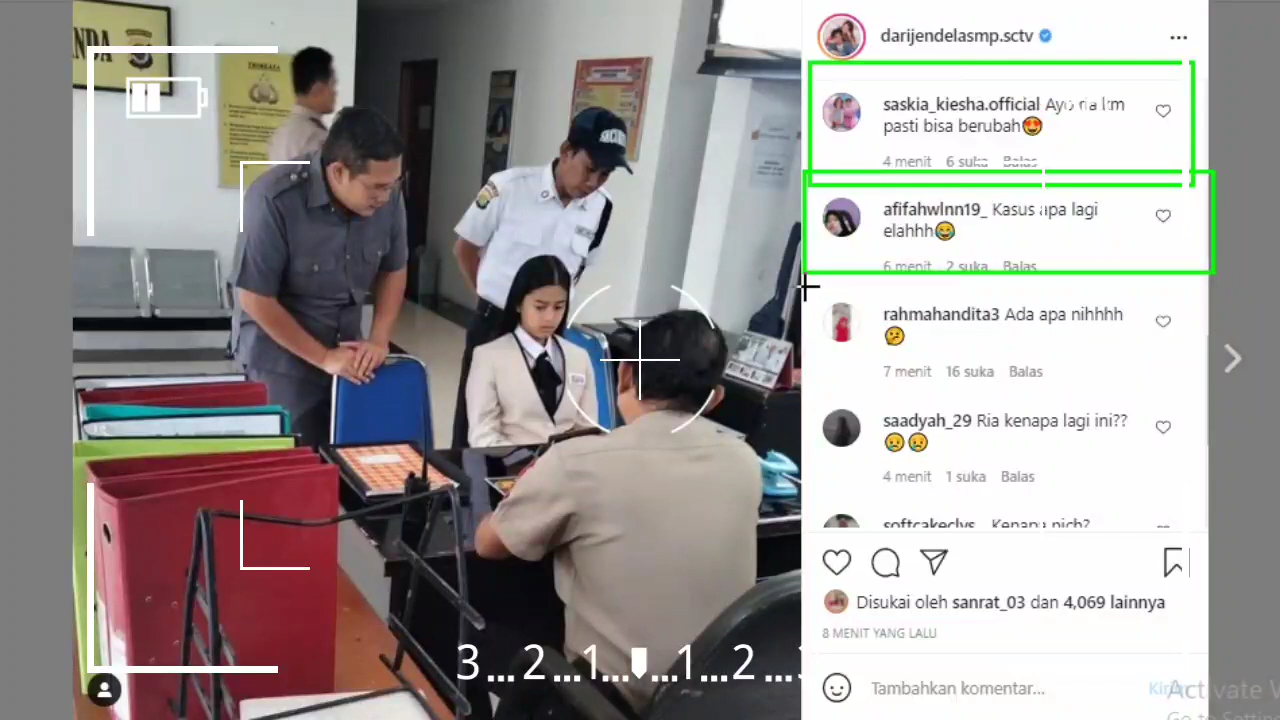 NDA
SECURITY
darijendelasmp.sctv
saskia_kiesha.official
pasti bisa berubah😍
4 menit 6 suka Balas
afifahwlnn19_ Kasus apa lagi
elahhh😂
6 menit 2 suka Balas
rahmahandita3 Ada apa nihhhh
🤔
7 menit 16 suka Balas
saadyah_29 Ria kenapa lagi ini??
😢😢
4 menit 1 suka Balas
softcakeclys_ Kenapa nich?
Disukai oleh sanrat_03 dan 4,069 lainnya
8 MENIT YANG LALU
Tambahkan komentar...
3...2...1...1...2...